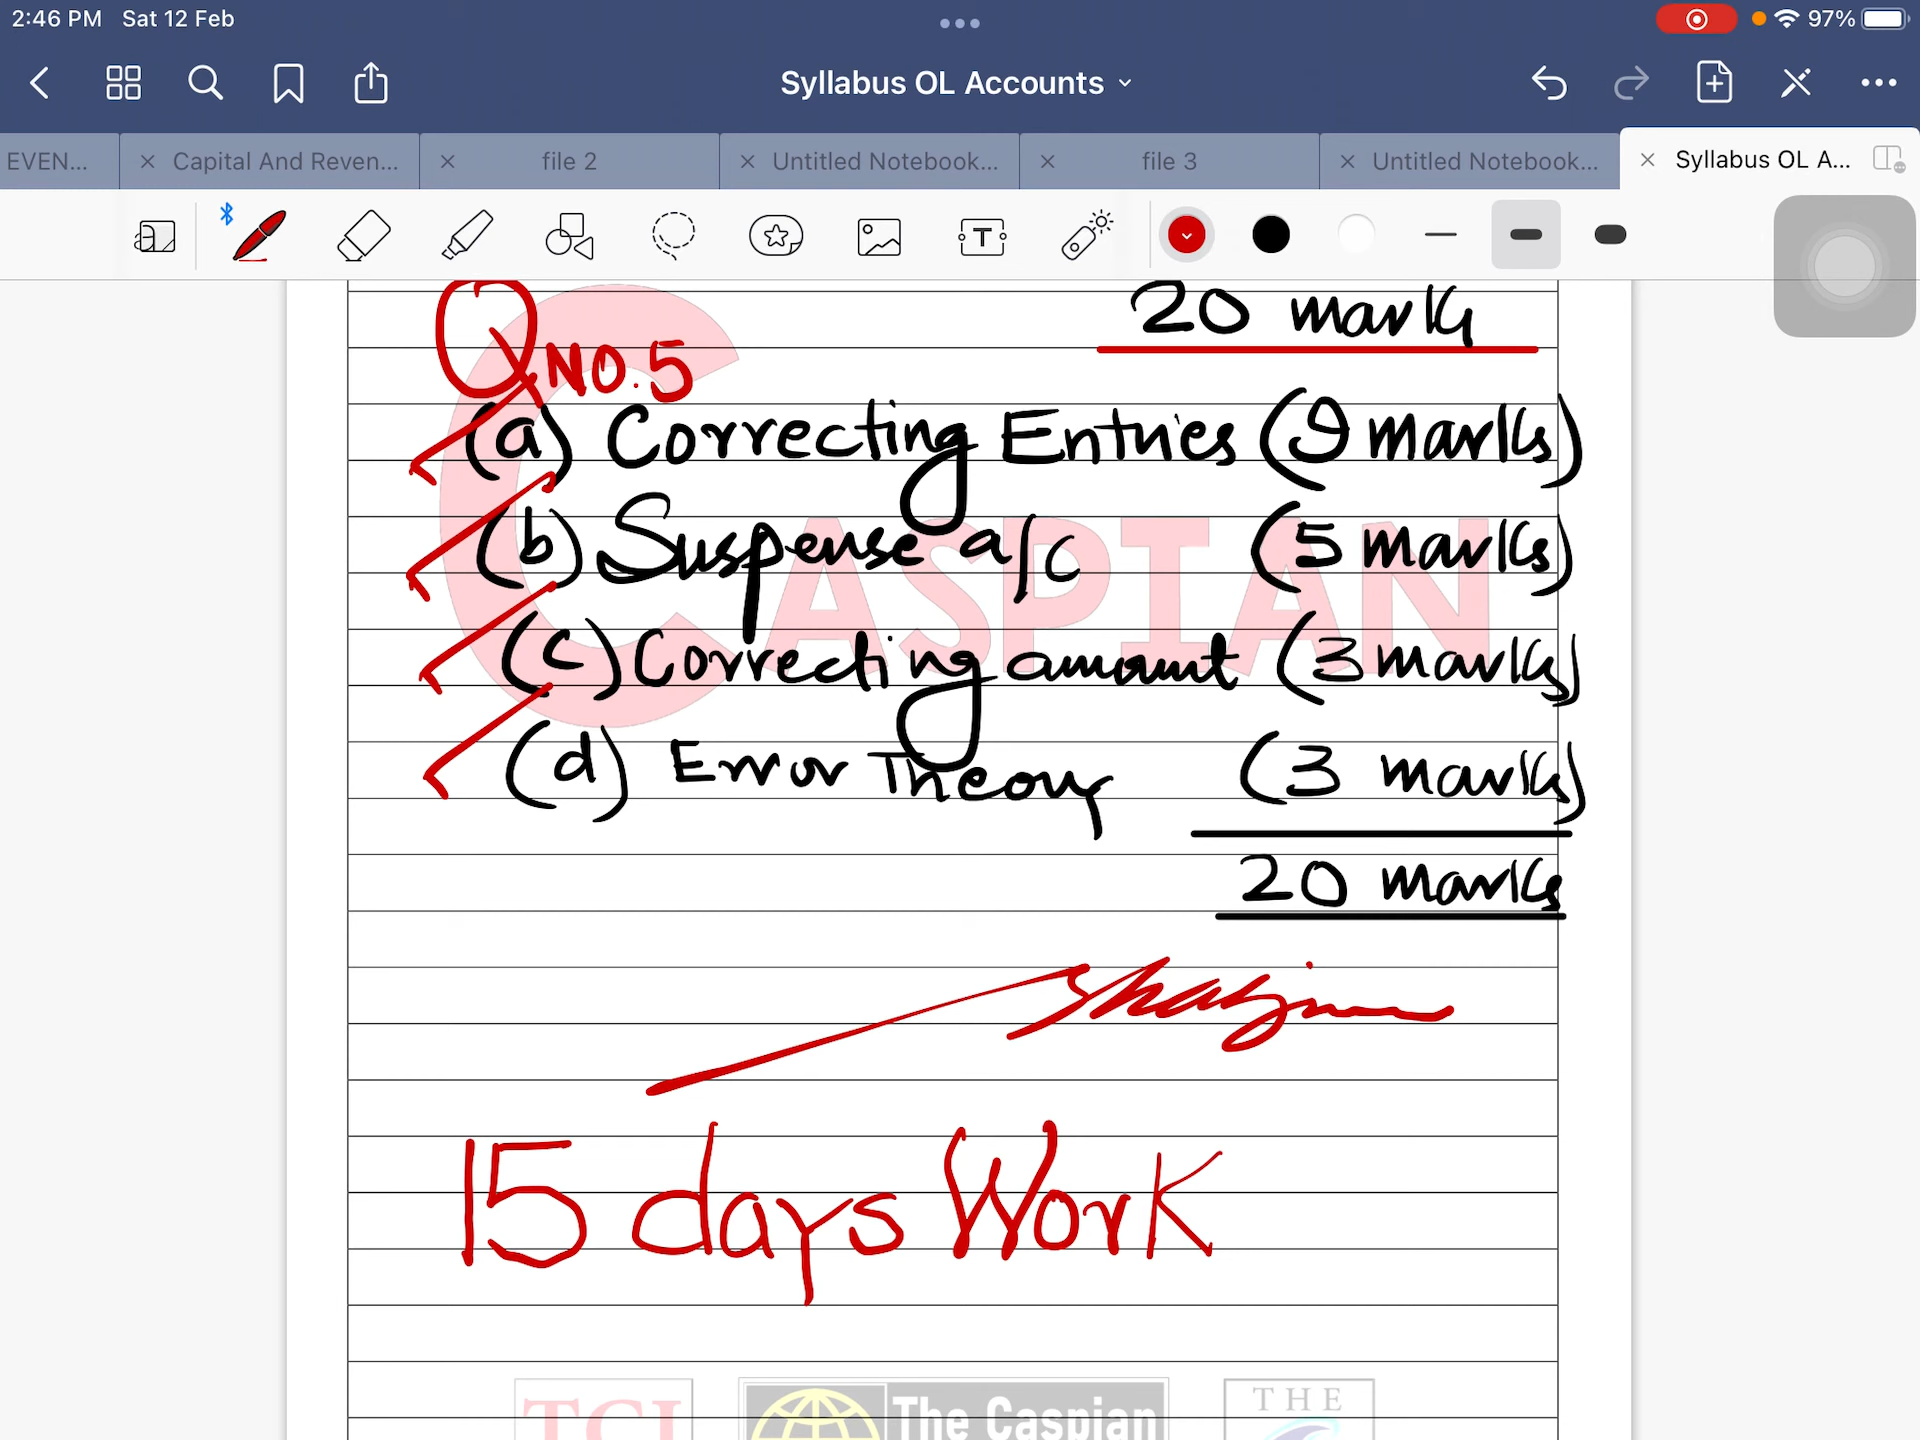 2:46 PM Sat 12 Feb
97%
Syllabus OL Accounts
EVEN...
Capital And Reven...
file 2
Untitled Notebook...
file 3
Untitled Notebook...
Syllabus OL A...
20 marks
Q NO.5
(a) Correcting Entries (9 marks)
(b) Suspense a/c (5 marks)
CASPIAN
(c) Correcting amount (3 marks)
(d) Error Theory (3 marks)
20 marks
15 days Work
TCI
The Caspian
THE